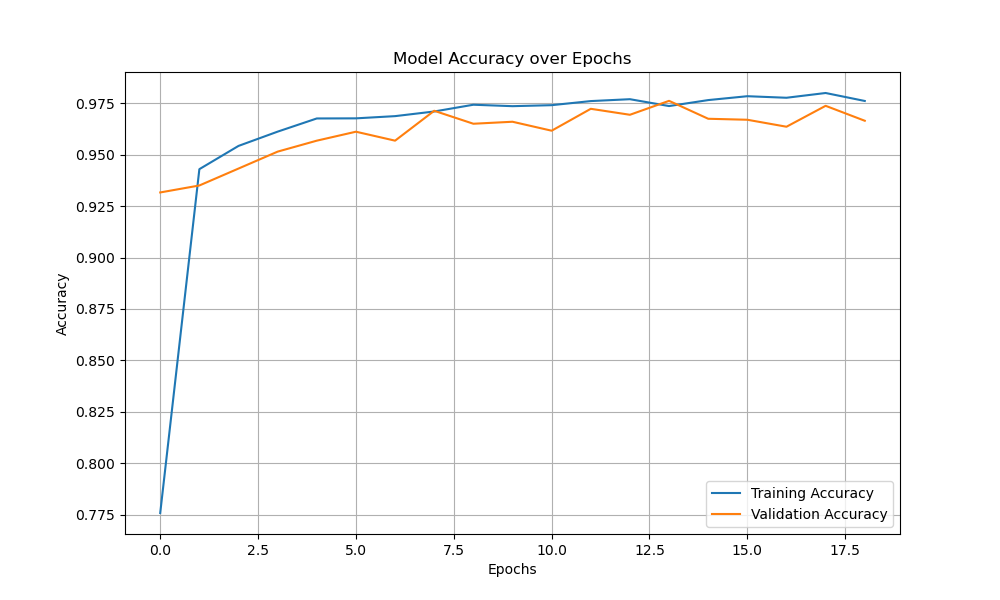 Model Accuracy over Epochs
Accuracy
0.975
0.950
0.925
0.900
0.875
0.850
0.825
0.800
0.775
Training Accuracy
Validation Accuracy
0.0 2.5 5.0 7.5 10.0 12.5 15.0 17.5
Epochs